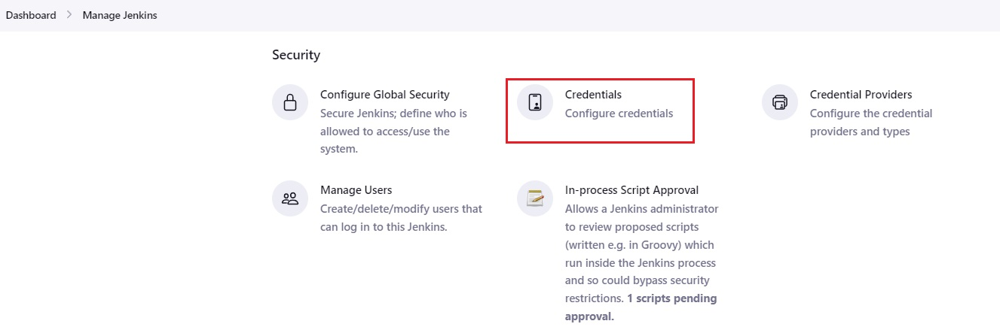 Dashboard > Manage Jenkins
Security
Configure Global Security
Secure Jenkins; define who is
allowed to access/use the
system.
Credentials
Configure credentials
Credential Providers
Configure the credential
providers and types
Manage Users
Create/delete/modify users that
can log in to this Jenkins.
In-process Script Approval
Allows a Jenkins administrator
to review proposed scripts
(written e.g. in Groovy) which
run inside the Jenkins process
and so could bypass security
restrictions. 1 scripts pending
approval.